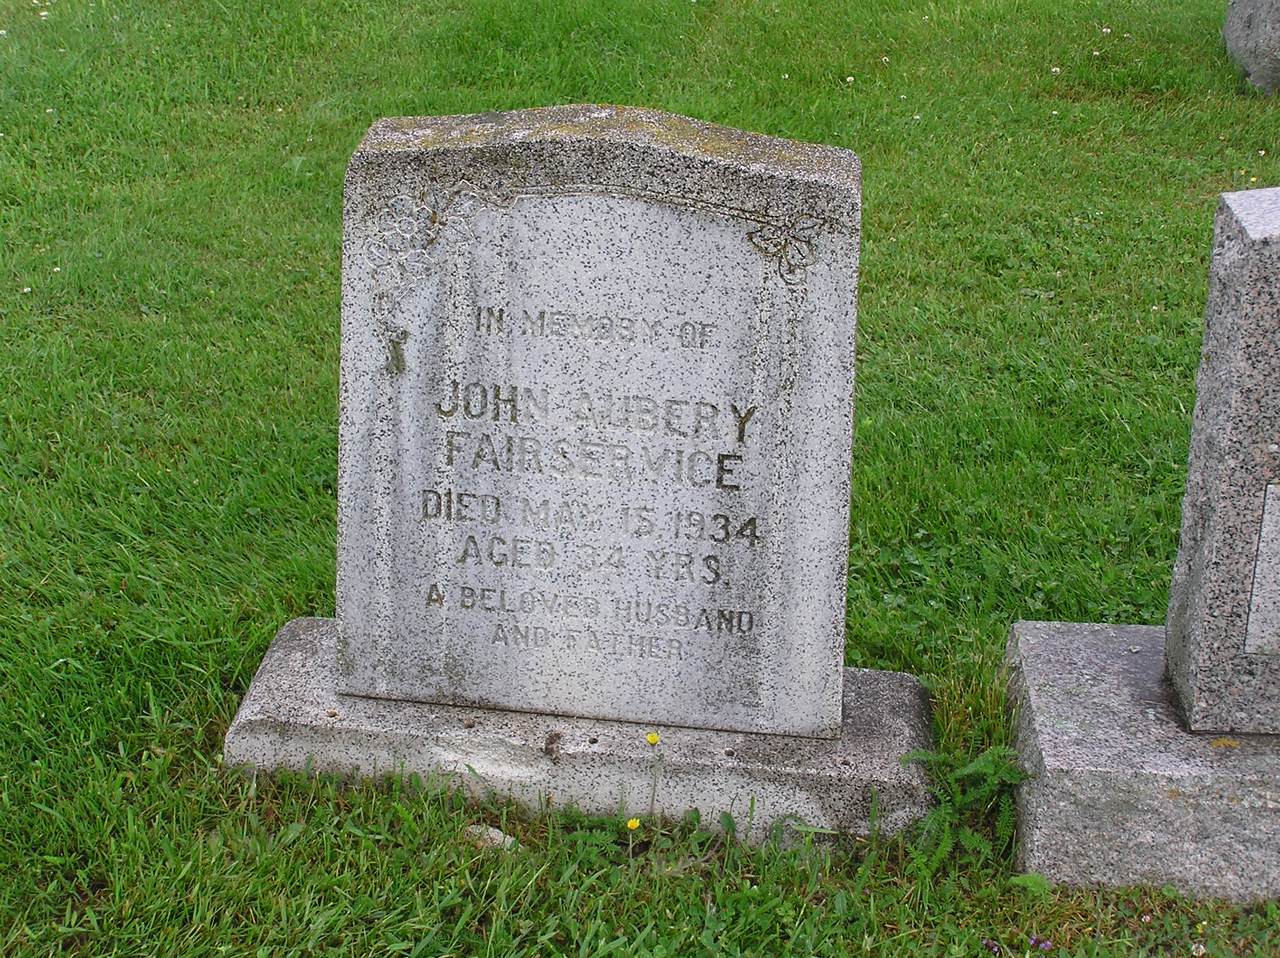 IN MEMORY OF
JOHN AUBERY
FAIRSERVICE
DIED MAY 15, 1934
AGED 34 YRS.
A BELOVED HUSBAND
AND FATHER